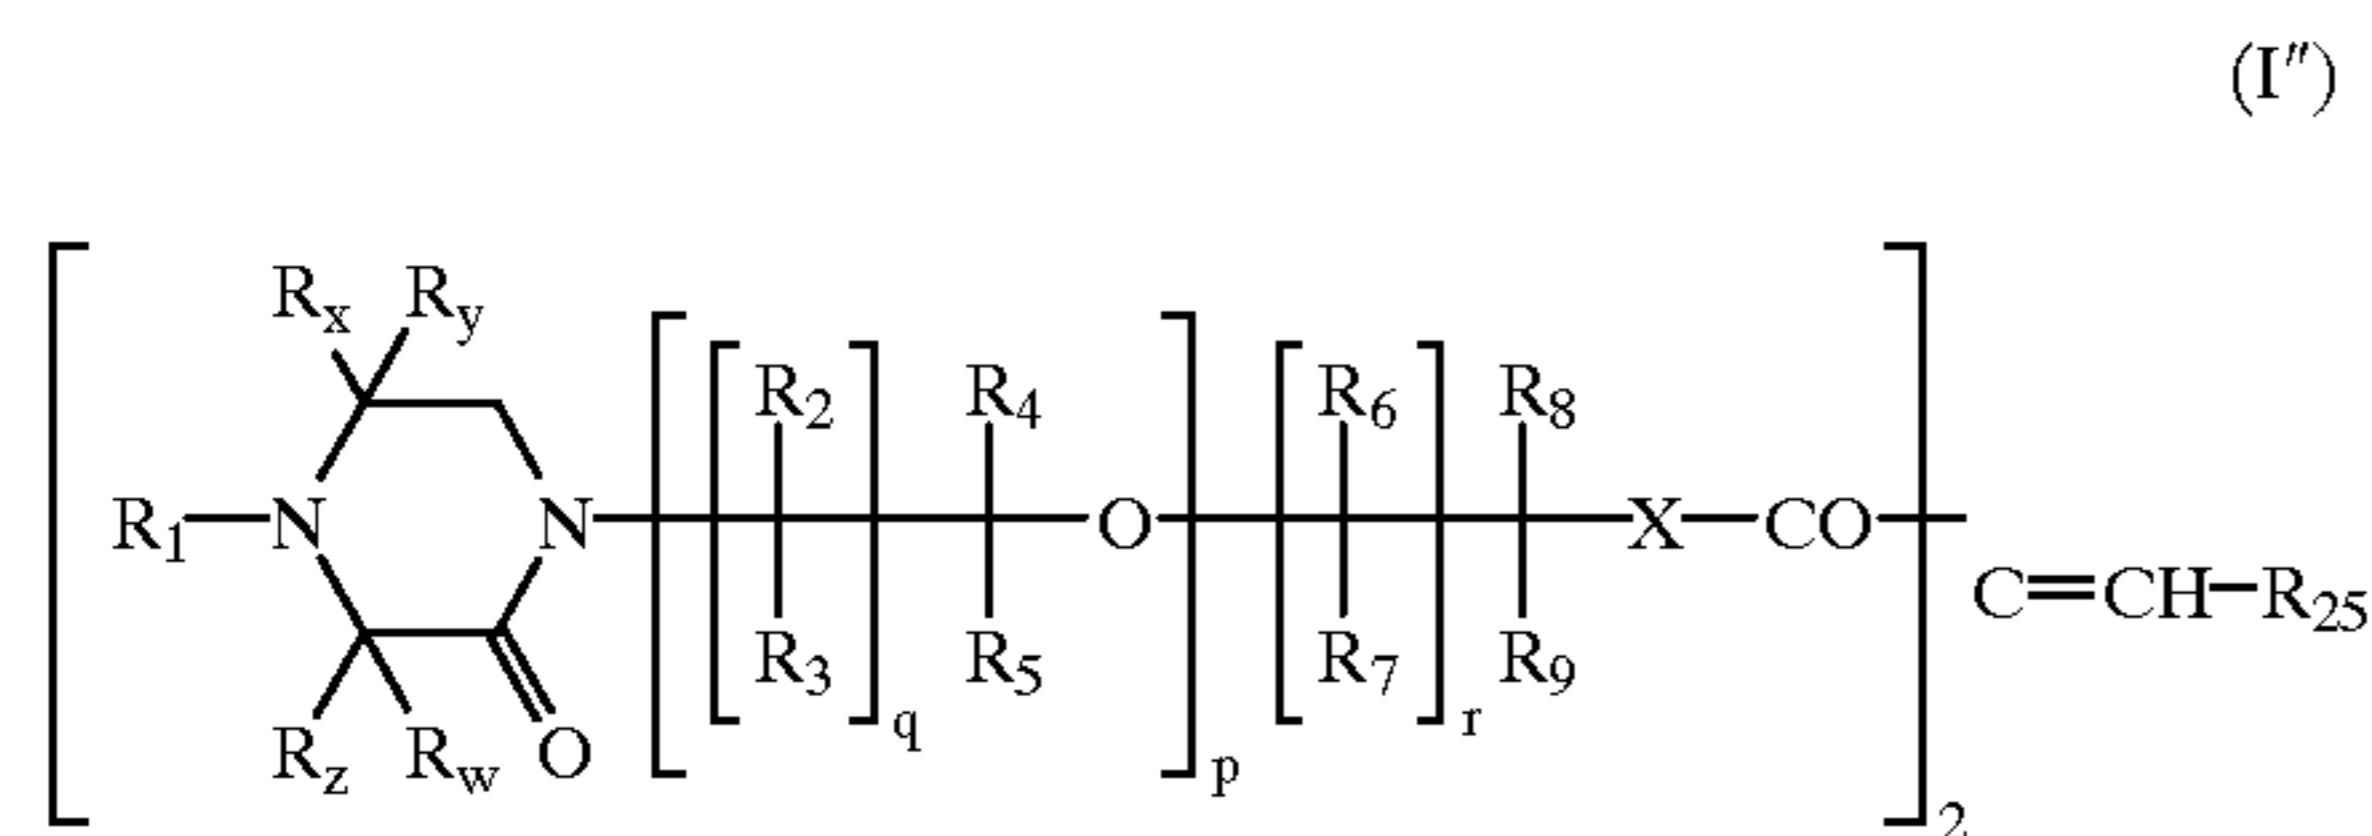 (I″)
Rx Ry
R2 R4 R6 R8
R1—N N O X—CO
C=CH—R25
R3 R5 R7 R9
q r
Rz Rw O p
2